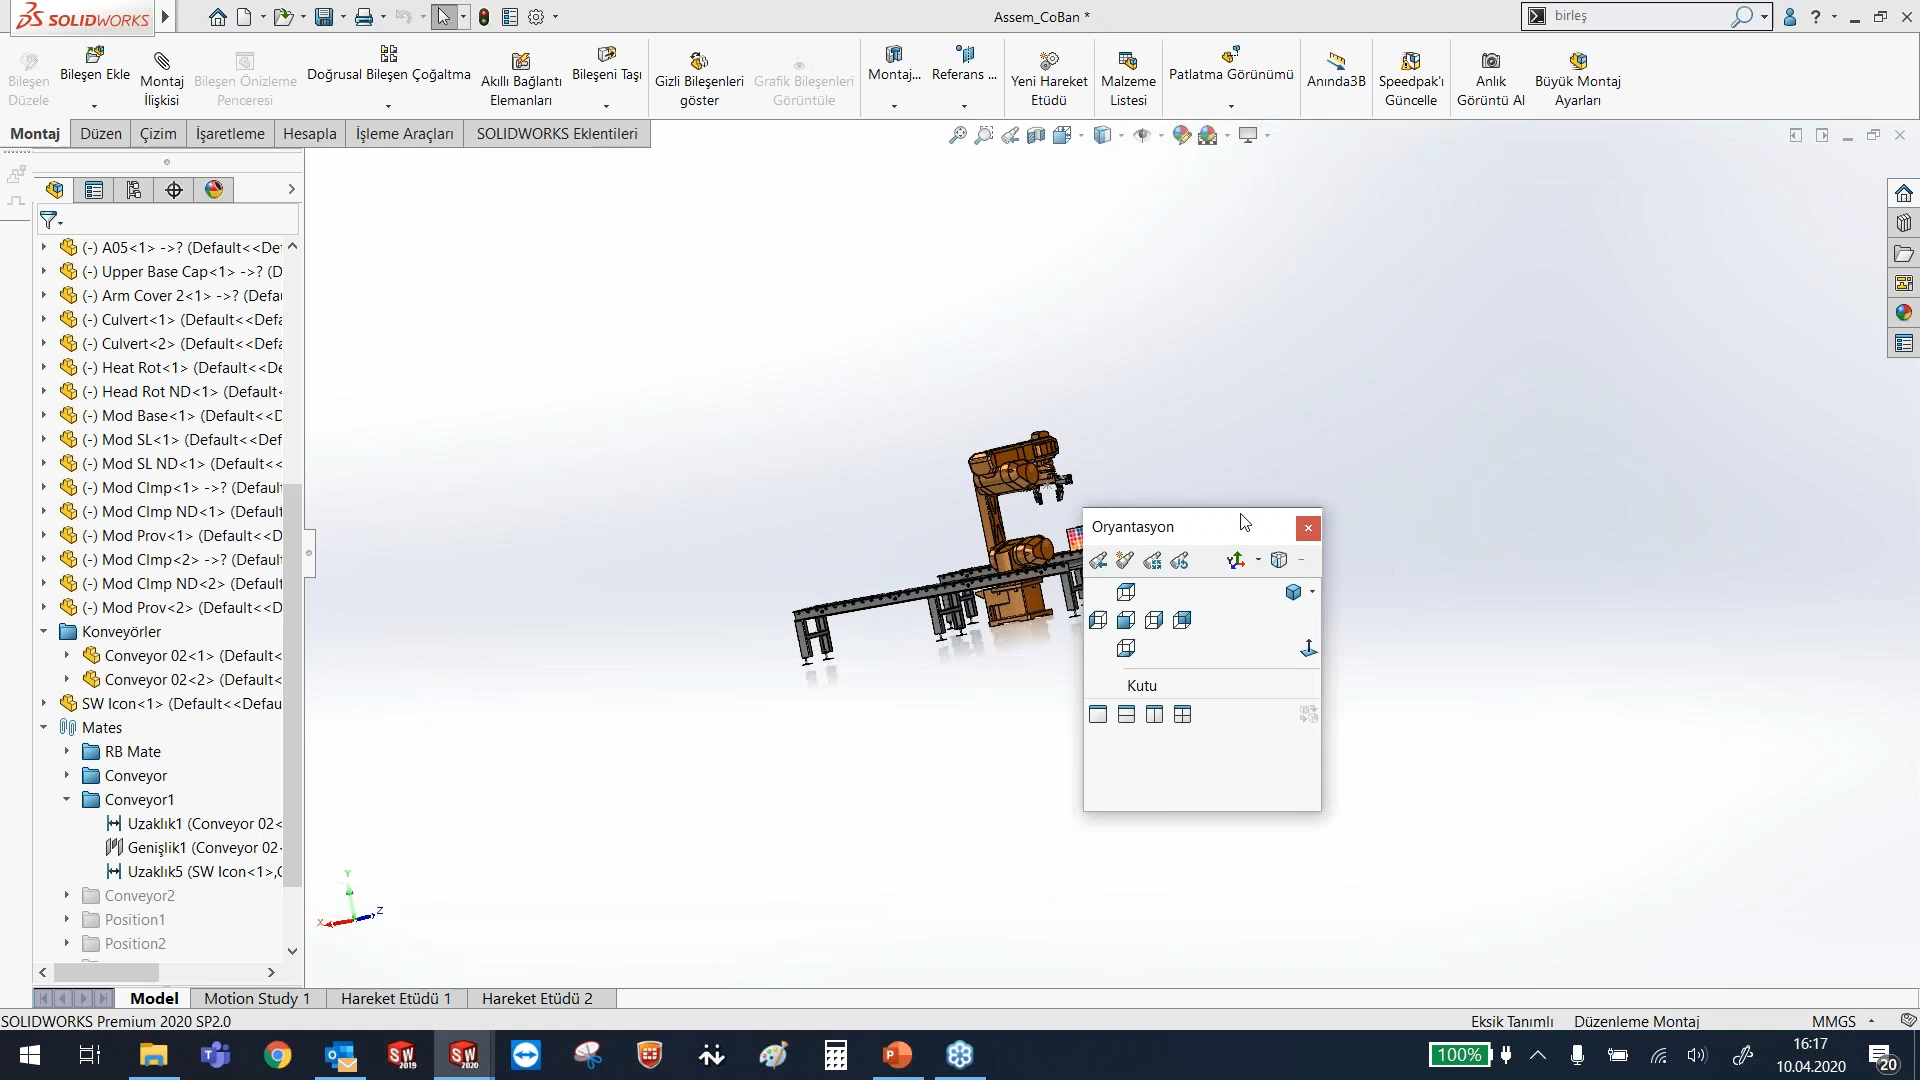 SOLIDWORKS
Assem_CoBan *
birleş
Bileşen Düzele
Bileşen Ekle
Montaj İlişkisi
Bileşen Önizleme Penceresi
Doğrusal Bileşen Çoğaltma
Akıllı Bağlantı Elemanları
Bileşeni Taşı
Gizli Bileşenleri göster
Grafik Bileşenleri Görüntüle
Montaj...
Referans ...
Yeni Hareket Etüdü
Malzeme Listesi
Patlatma Görünümü
Anında3B
Speedpak'ı Güncelle
Anlık Görüntü Al
Büyük Montaj Ayarları
Montaj
Düzen
Çizim
İşaretleme
Hesapla
İşleme Araçları
SOLIDWORKS Eklentileri
(-) A05<1> ->? (Default<<De
(-) Upper Base Cap<1> ->? (D
(-) Arm Cover 2<1> ->? (Defau
(-) Culvert<1> (Default<<Defa
(-) Culvert<2> (Default<<Defa
(-) Heat Rot<1> (Default<<De
(-) Head Rot ND<1> (Default<
(-) Mod Base<1> (Default<<D
(-) Mod SL<1> (Default<<Def
(-) Mod SL ND<1> (Default<<
(-) Mod Clmp<1> ->? (Default
(-) Mod Clmp ND<1> (Default
(-) Mod Prov<1> (Default<<D
(-) Mod Clmp<2> ->? (Default
(-) Mod Clmp ND<2> (Default
(-) Mod Prov<2> (Default<<D
Konveyörler
Conveyor 02<1> (Default<
Conveyor 02<2> (Default<
SW Icon<1> (Default<<Defau
Mates
RB Mate
Conveyor
Conveyor1
Uzaklık1 (Conveyor 02<
Genişlik1 (Conveyor 02<
Uzaklık5 (SW Icon<1>,C
Conveyor2
Position1
Position2
Oryantasyon
Kutu
Y
Z
X
Model
Motion Study 1
Hareket Etüdü 1
Hareket Etüdü 2
SOLIDWORKS Premium 2020 SP2.0
Eksik Tanımlı
Düzenleme Montaj
MMGS
SW 2019
SW 2020
100%
16:17
10.04.2020
20